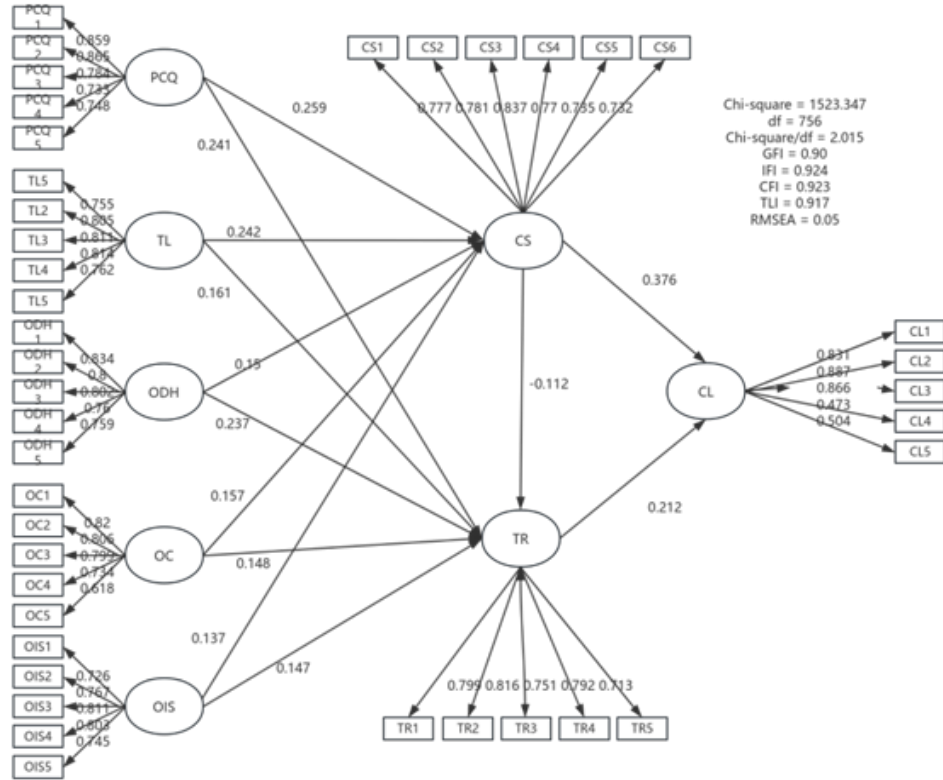 PCQ
1
PCQ
2
PCQ
3
PCQ
4
PCQ
5
0.859
0.865
0.784
0.733
0.748
PCQ
TL5
TL2
TL3
TL4
TL5
0.755
0.805
0.811
0.814
0.762
TL
ODH
1
ODH
2
ODH
3
ODH
4
ODH
5
0.834
0.8
0.802
0.76
0.759
ODH
OC1
OC2
OC3
OC4
OC5
0.82
0.806
0.799
0.734
0.618
OC
OIS1
OIS2
OIS3
OIS4
OIS5
0.726
0.767
0.811
0.803
0.745
OIS
0.259
0.241
0.242
0.161
0.15
0.237
0.157
0.148
0.137
0.147
CS1 CS2 CS3 CS4 CS5 CS6
0.777 0.781 0.837 0.77 0.735 0.732
CS
-0.112
TR
0.799 0.816 0.751 0.792 0.713
TR1 TR2 TR3 TR4 TR5
Chi-square = 1523.347
df = 756
Chi-square/df = 2.015
GFI = 0.90
IFI = 0.924
CFI = 0.923
TLI = 0.917
RMSEA = 0.05
0.376
0.212
CL
0.831
0.887
0.866
0.473
0.504
CL1
CL2
CL3
CL4
CL5